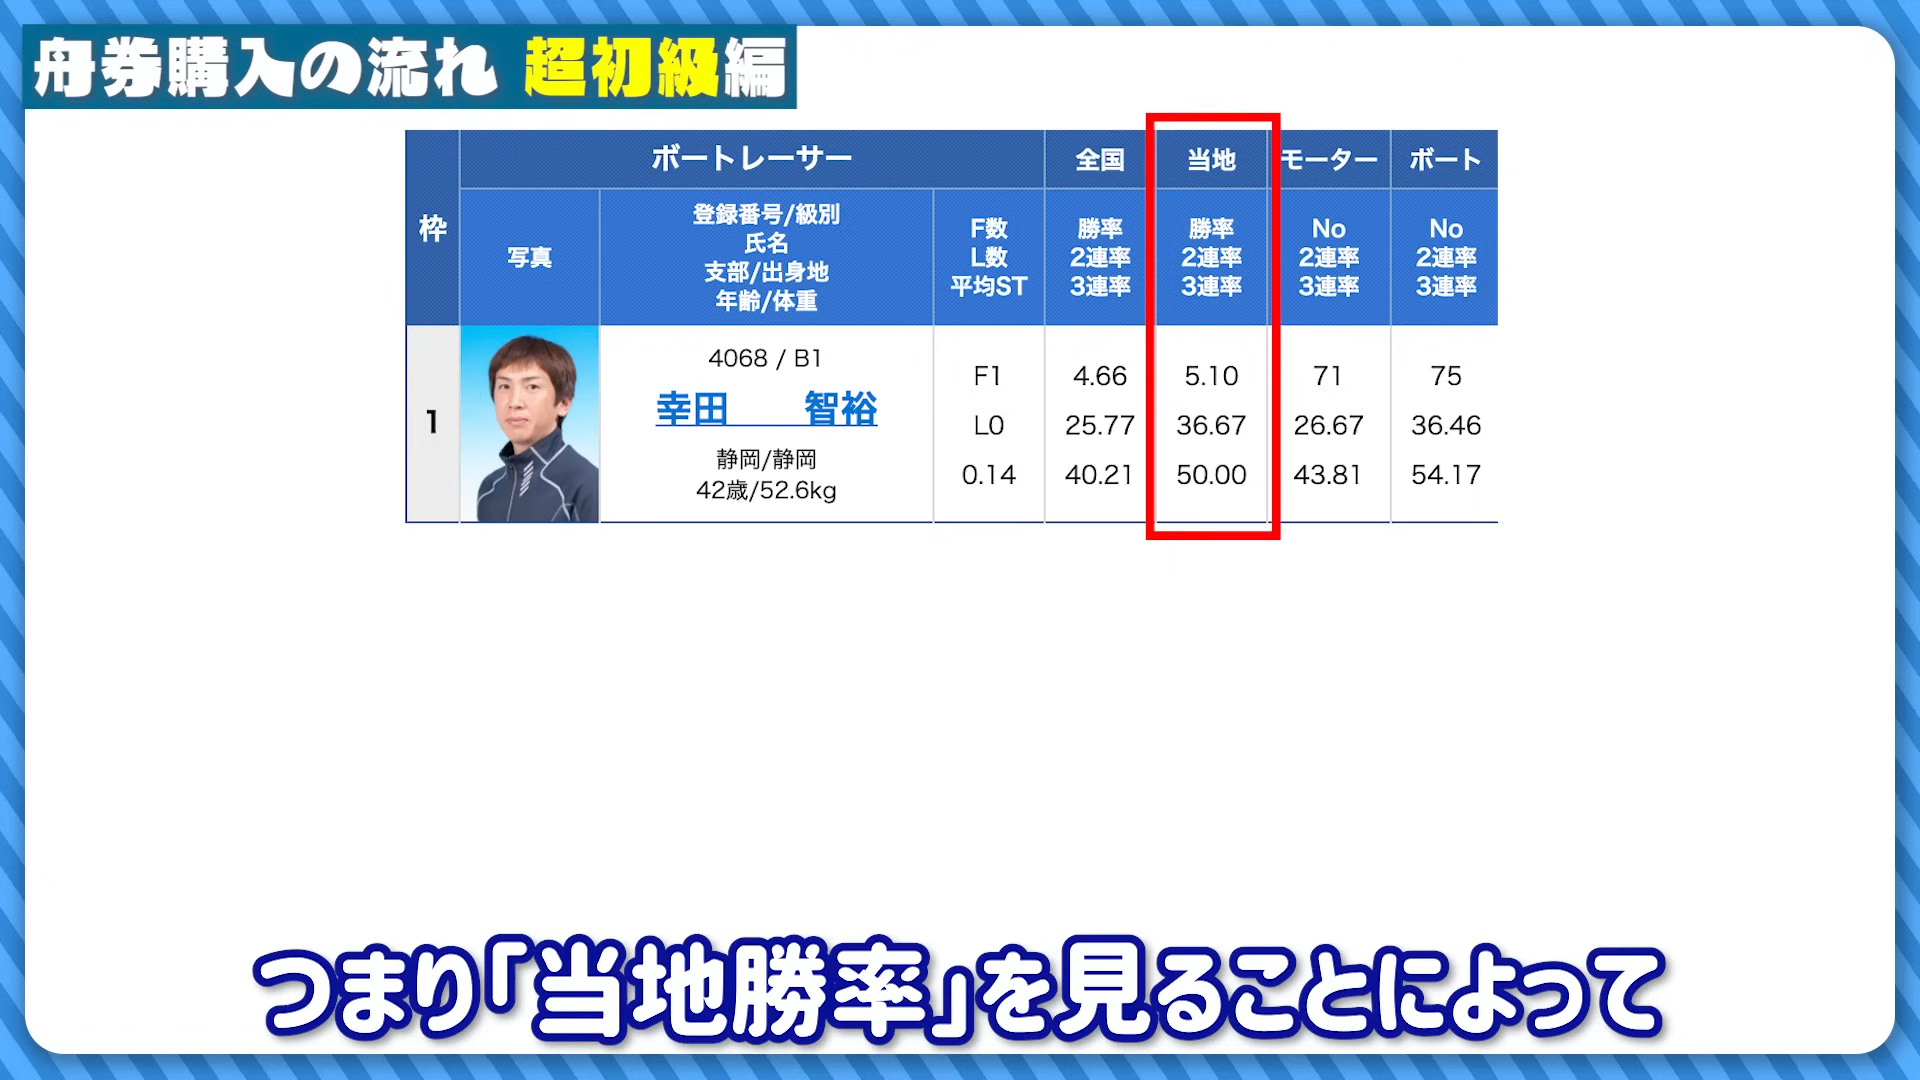 舟券購入の流れ 超初級編
枠
ボートレーサー
全国
当地
モーター
ボート
写真
登録番号/級別
氏名
支部/出身地
年齢/体重
F数
L数
平均ST
勝率
2連率
3連率
勝率
2連率
3連率
No
2連率
3連率
No
2連率
3連率
1
4068 / B1
幸田 智裕
静岡/静岡
42歳/52.6kg
F1
L0
0.14
4.66
25.77
40.21
5.10
36.67
50.00
71
26.67
43.81
75
36.46
54.17
つまり「当地勝率」を見ることによって